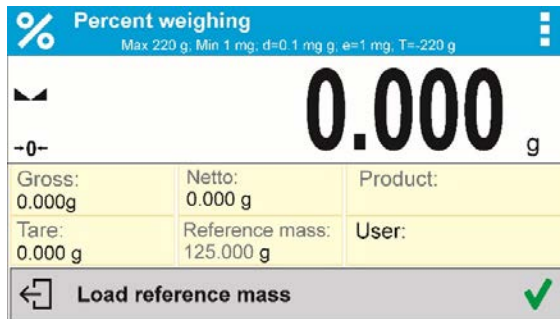 % Percent weighing
Max 220 g; Min 1 mg; d=0.1 mg g; e=1 mg; T=-220 g
0.000 g
→0←
Gross:
0.000g
Netto:
0.000 g
Product:
Tare:
0.000 g
Reference mass:
125.000 g
User:
Load reference mass